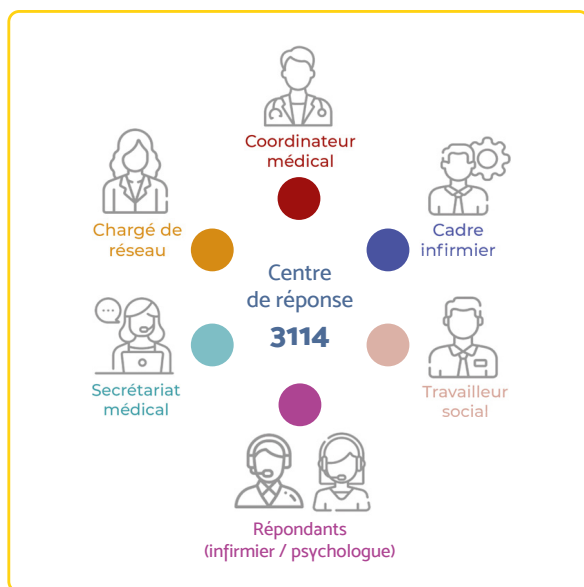 Coordinateur
médical
Chargé de
réseau
Cadre
infirmier
Centre
de réponse
3114
Secrétariat
médical
Travailleur
social
Répondants
(infirmier / psychologue)